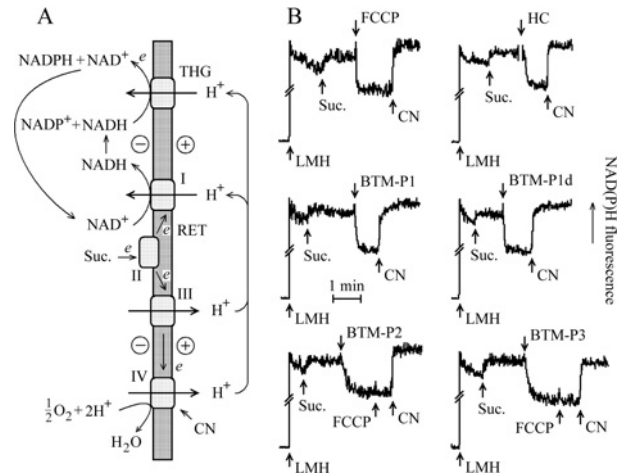 A
NADPH + NAD⁺
e
THG
H⁺
NADP⁺ + NADH
NADH
− +
I
H⁺
NAD⁺
e
RET
Suc.
e
e
II
III
H⁺
− +
e
IV
H⁺
½O₂ + 2H⁺
CN
H₂O
B
FCCP
Suc.
CN
LMH
HC
Suc.
CN
LMH
BTM-P1
Suc.
CN
1 min
LMH
BTM-P1d
Suc.
CN
LMH
BTM-P2
Suc.
FCCP
CN
LMH
BTM-P3
Suc.
FCCP
CN
LMH
NAD(P)H
fluorescence